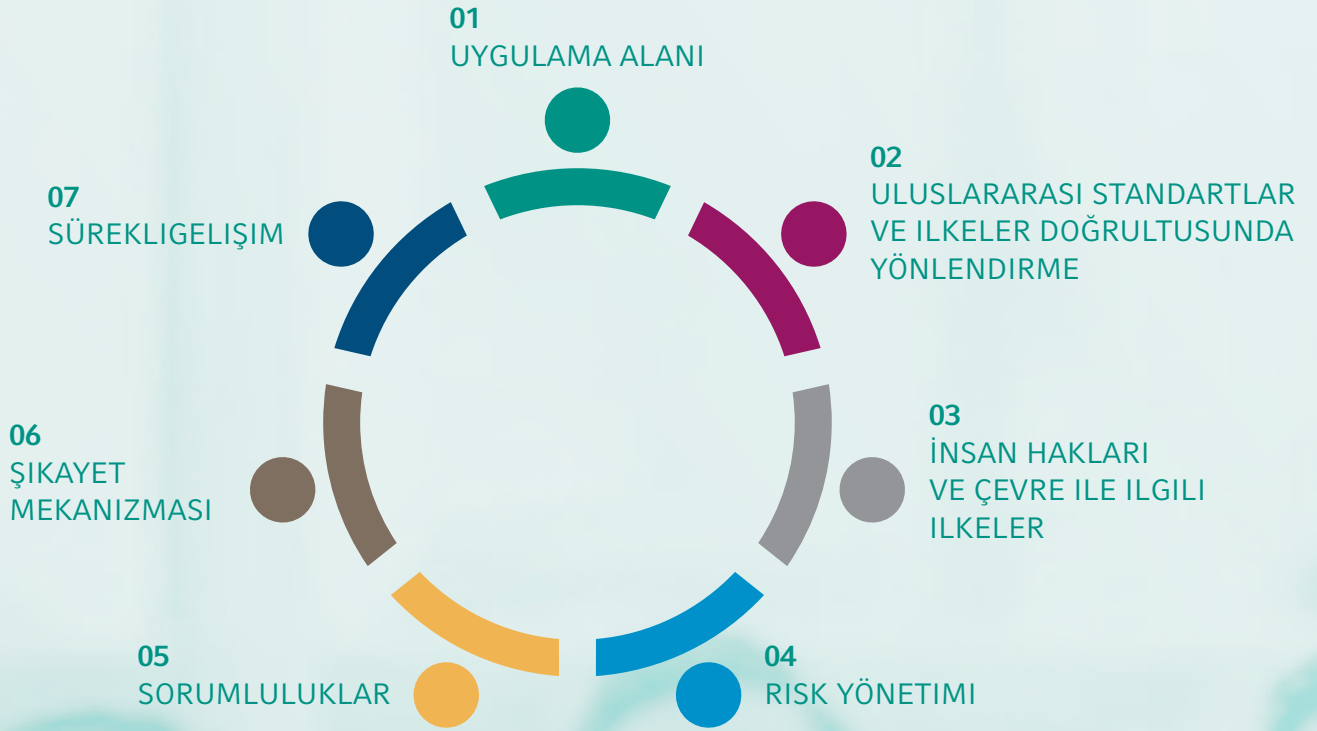 01
UYGULAMA ALANI
02
ULUSLARARASI STANDARTLAR
VE ILKELER DOĞRULTUSUNDA
YÖNLENDIRME
03
İNSAN HAKLARI
VE ÇEVRE ILE ILGILI
ILKELER
04
RISK YÖNETIMI
05
SORUMLULUKLAR
06
ŞIKAYET
MEKANIZMASI
07
SÜREKLIGELIŞIM